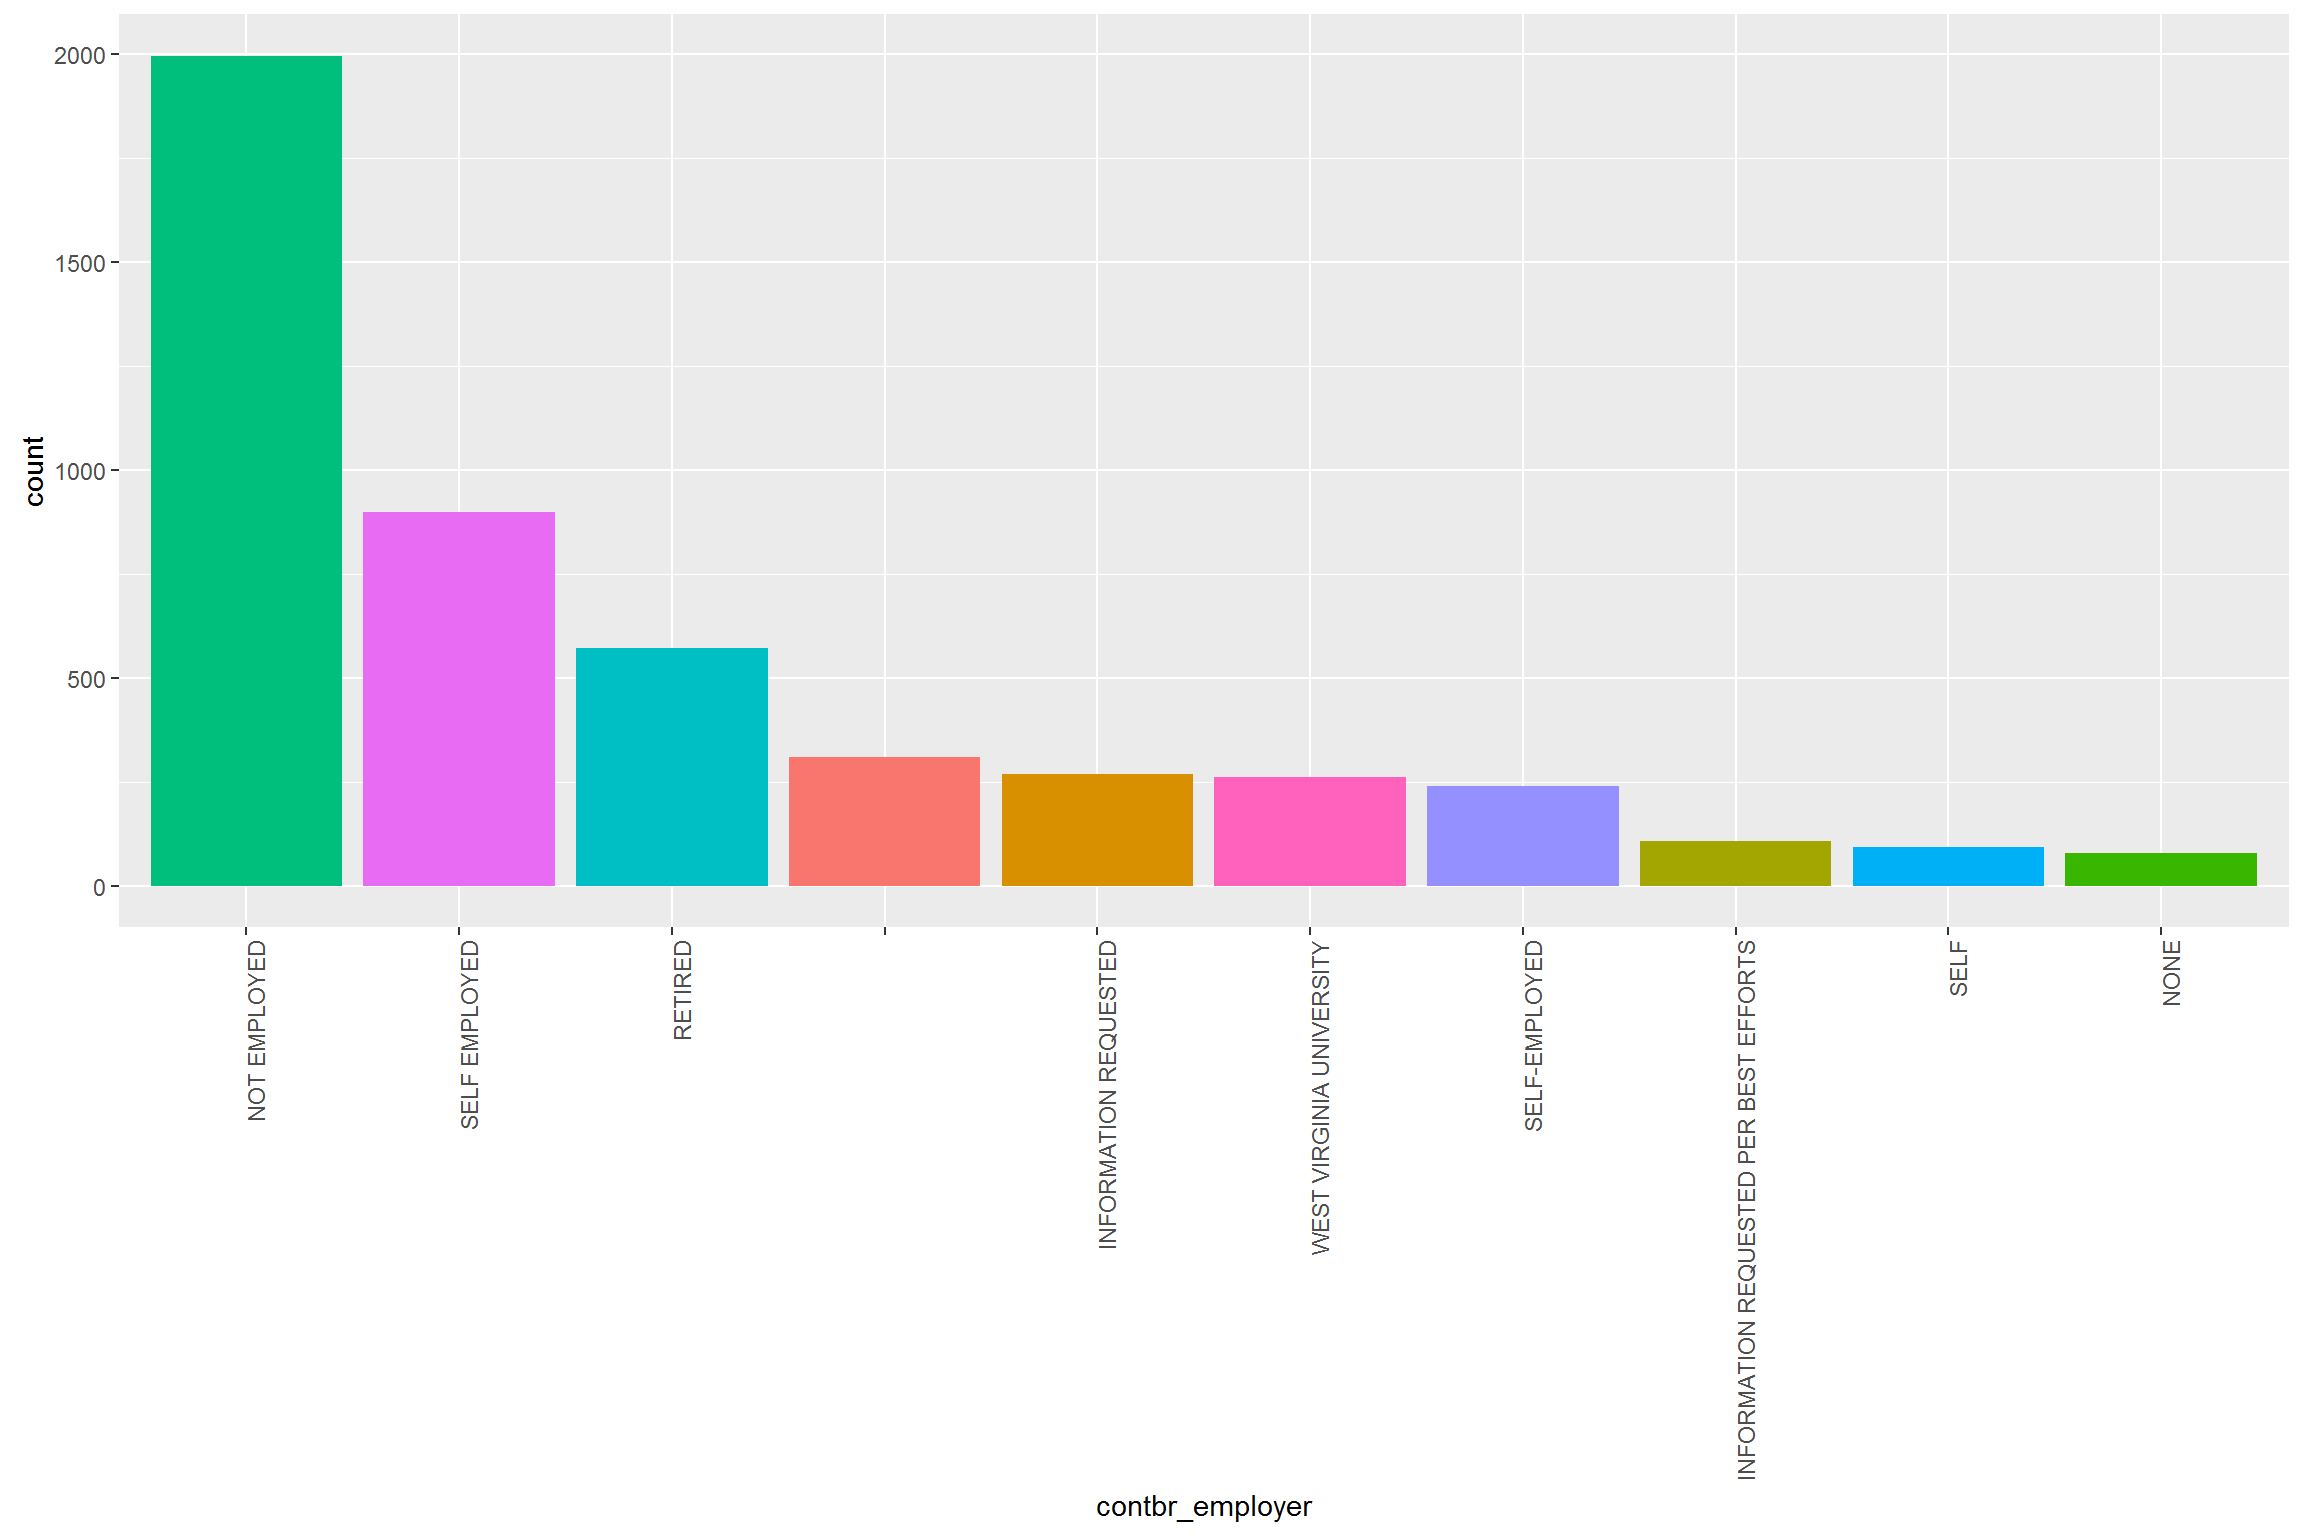 count
2000
1500
1000
500
0
NOT EMPLOYED
SELF EMPLOYED
RETIRED
INFORMATION REQUESTED
WEST VIRGINIA UNIVERSITY
SELF-EMPLOYED
INFORMATION REQUESTED PER BEST EFFORTS
SELF
NONE
contbr_employer